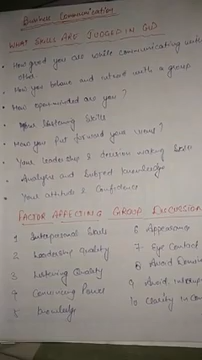 Business Communication
WHAT SKILLS ARE JUDGED IN GD
• How good you are while communicating with
other
• How you behave and interact with a group
• How open-minded are you?
• Your listening skills
• How you put forward your views?
• Your leadership & decision making skills
• Analysis and Subject knowledge
• Your attitude & confidence
FACTOR AFFECTING GROUP DISCUSSION
1 Interpersonal Skills
2 Leadership Quality
3 Listening Quality
4 Convincing Power
5 Knowledge
6 Appearance
7 Eye Contact
8 Avoid
9 Avoid
10 Clarity in